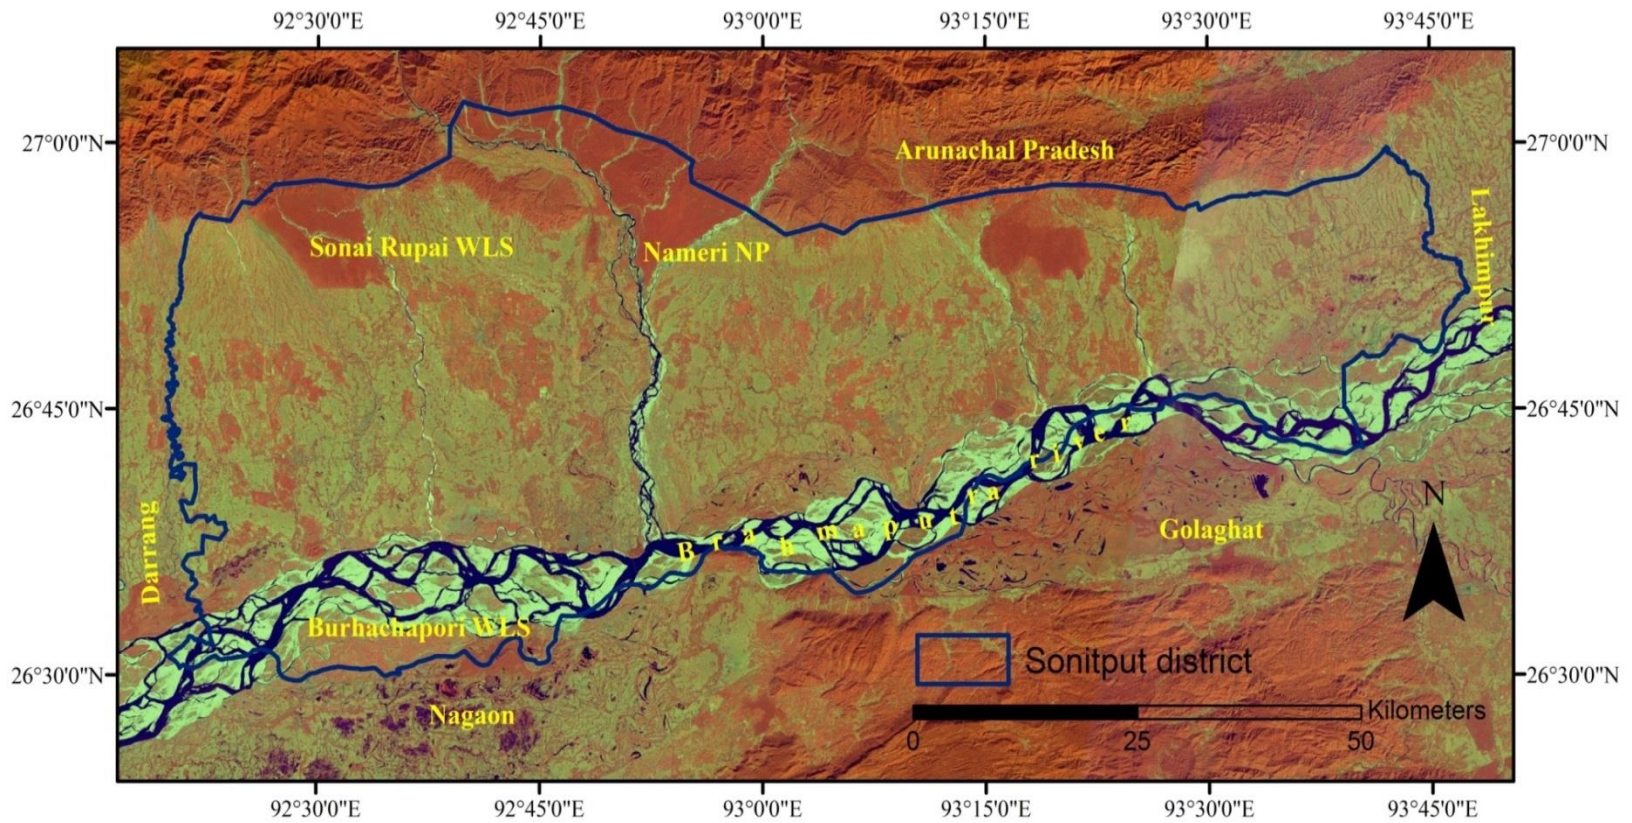 92°30'0"E 92°45'0"E 93°0'0"E 93°15'0"E 93°30'0"E 93°45'0"E
27°0'0"N
27°0'0"N
Arunachal Pradesh
Sonai Rupai WLS
Nameri NP
Lakhimpur
26°45'0"N
26°45'0"N
Brahmaputra river
Darrang
Golaghat
N
Burhachapori WLS
Sonitput district
26°30'0"N
26°30'0"N
Nagaon
Kilometers
0 25 50
92°30'0"E 92°45'0"E 93°0'0"E 93°15'0"E 93°30'0"E 93°45'0"E